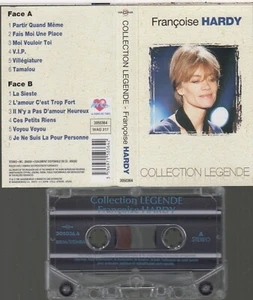 Face A
1 Partir Quand Même
2 Fais Moi Une Place
3 Moi Vouloir Toi
4 V.I.P.
5 Villégiature
6 Tamalou
Face B
1 La Sieste
2 L'amour C'est Trop Fort
3 Il N'y a Pas D'amour Heureux
4 Ces Petits Riens
5 Voyou Voyou
6 Je Ne Suis La Pour Personne
COLLECTION LEGENDE - Françoise HARDY
Françoise HARDY
COLLECTION LEGENDE
Collection LEGENDE
Françoise HARDY